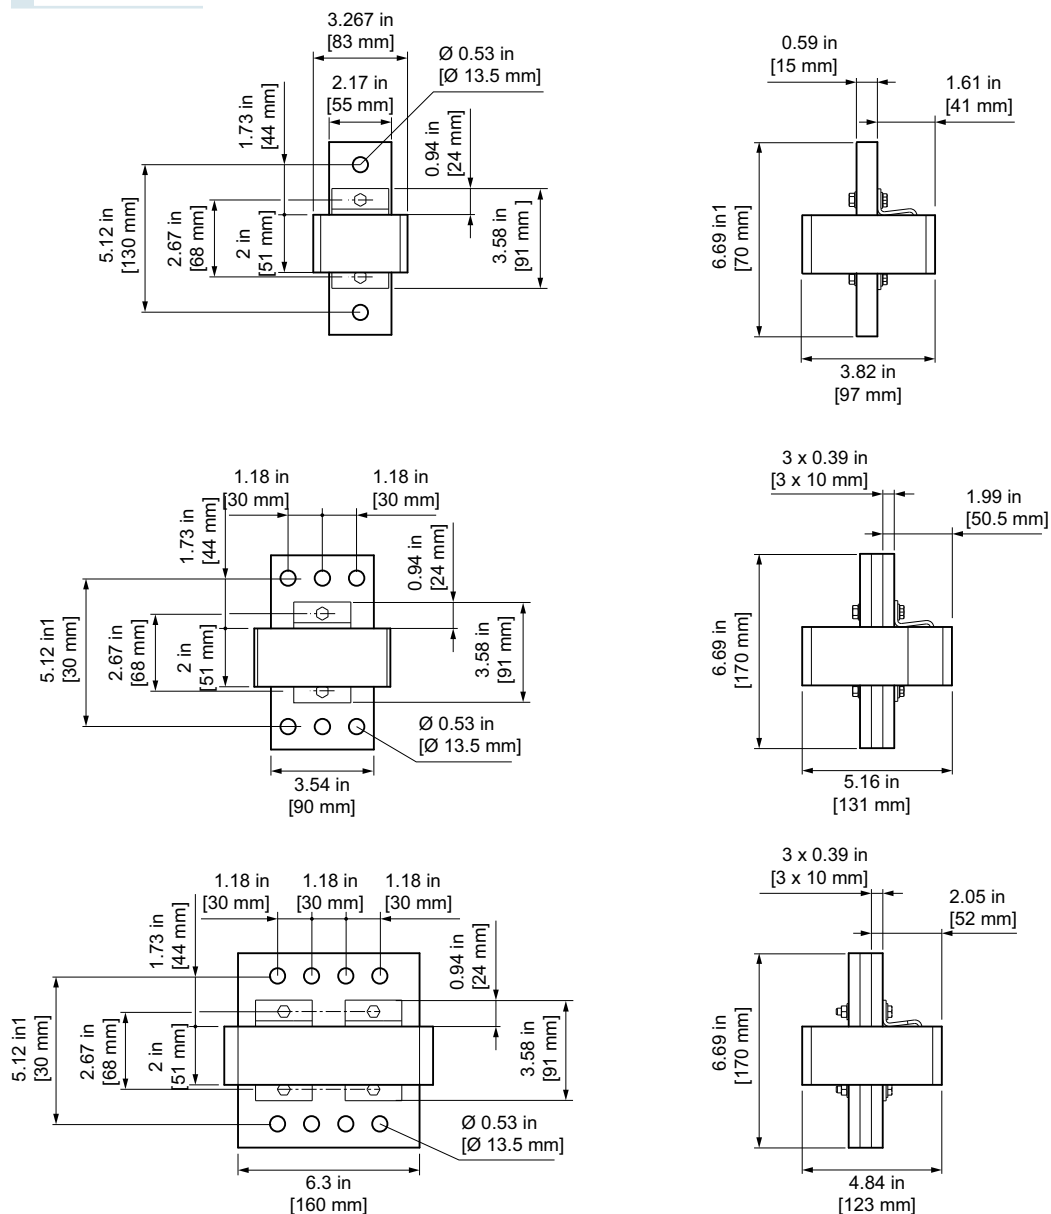 3.267 in
[83 mm]
Ø 0.53 in
[Ø 13.5 mm]
2.17 in
[55 mm]
1.73 in
[44 mm]
0.94 in
[24 mm]
5.12 in
[130 mm]
2.67 in
[68 mm]
2 in
[51 mm]
3.58 in
[91 mm ]
0.59 in
[15 mm]
1.61 in
[41 mm]
6.69 in1
[70 mm]
3.82 in
[97 mm]
1.18 in
[30 mm]
1.18 in
[30 mm]
1.73 in
[44 mm]
0.94 in
[24 mm]
5.12 in1
[30 mm]
2.67 in
[68 mm]
2 in
[51 mm]
3.58 in
[91 mm]
Ø 0.53 in
[Ø 13.5 mm]
3.54 in
[90 mm]
3 x 0.39 in
[3 x 10 mm]
1.99 in
[50.5 mm]
6.69 in
[170 mm]
5.16 in
[131 mm]
1.18 in
[30 mm]
1.18 in
[30 mm]
1.18 in
[30 mm]
1.73 in
[44 mm]
0.94 in
[24 mm]
5.12 in1
[30 mm]
2.67 in
[68 mm]
2 in
[51 mm]
3.58 in
[91 mm]
Ø 0.53 in
[Ø 13.5 mm]
6.3 in
[160 mm]
3 x 0.39 in
[3 x 10 mm]
2.05 in
[52 mm]
6.69 in
[170 mm]
4.84 in
[123 mm]